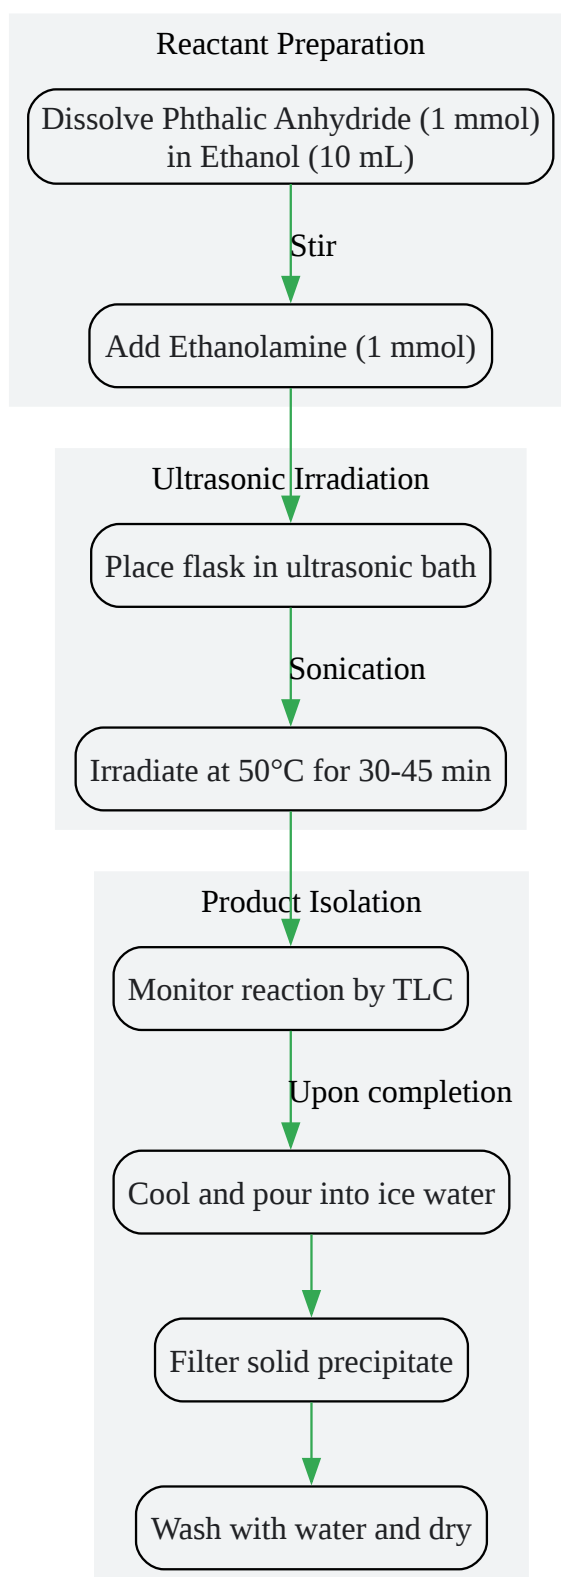 Reactant Preparation
Dissolve Phthalic Anhydride (1 mmol)
in Ethanol (10 mL)
Stir
Add Ethanolamine (1 mmol)
Ultrasonic Irradiation
Place flask in ultrasonic bath
Sonication
Irradiate at 50°C for 30-45 min
Product Isolation
Monitor reaction by TLC
Upon completion
Cool and pour into ice water
Filter solid precipitate
Wash with water and dry